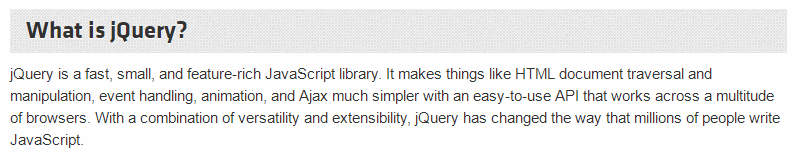 What is jQuery?
jQuery is a fast, small, and feature-rich JavaScript library. It makes things like HTML document traversal and
manipulation, event handling, animation, and Ajax much simpler with an easy-to-use API that works across a multitude
of browsers. With a combination of versatility and extensibility, jQuery has changed the way that millions of people write
JavaScript.